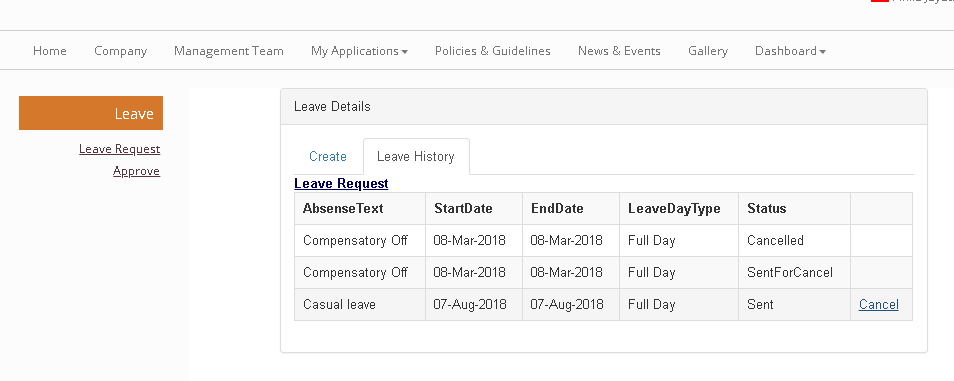 Home Company Management Team My Applications Policies & Guidelines News & Events Gallery Dashboard
Leave
Leave Request
Approve
Leave Details
Create Leave History
Leave Request
AbsenseText StartDate EndDate LeaveDayType Status
Compensatory Off 08-Mar-2018 08-Mar-2018 Full Day Cancelled
Compensatory Off 08-Mar-2018 08-Mar-2018 Full Day SentForCancel
Casual leave 07-Aug-2018 07-Aug-2018 Full Day Sent Cancel